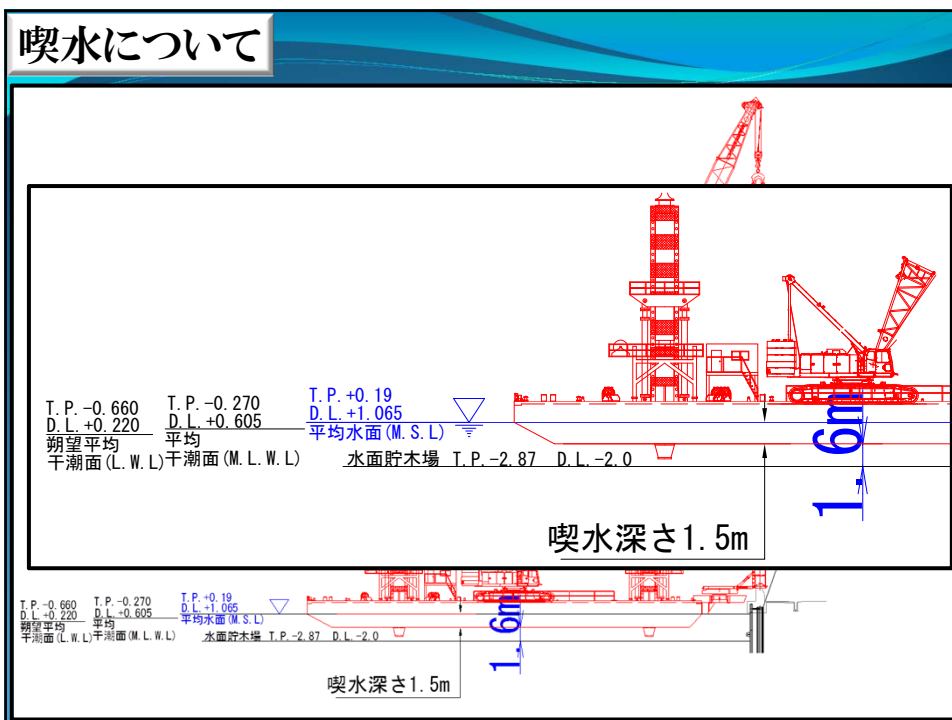 喫水について
T.P.-0.660
D.L.+0.220
朔望平均
干潮面(L.W.L)
T.P.-0.270
D.L.+0.605
平均
干潮面(M.L.W.L)
T.P.+0.19
D.L.+1.065
平均水面(M.S.L)
水面貯木場 T.P.-2.87 D.L.-2.0
1.6m
喫水深さ1.5m
T.P.-0.660
D.L.+0.220
朔望平均
干潮面(L.W.L)
T.P.-0.270
D.L.+0.605
平均
干潮面(M.L.W.L)
T.P.+0.19
D.L.+1.065
平均水面(M.S.L)
水面貯木場 T.P.-2.87 D.L.-2.0
1.6m
喫水深さ1.5m